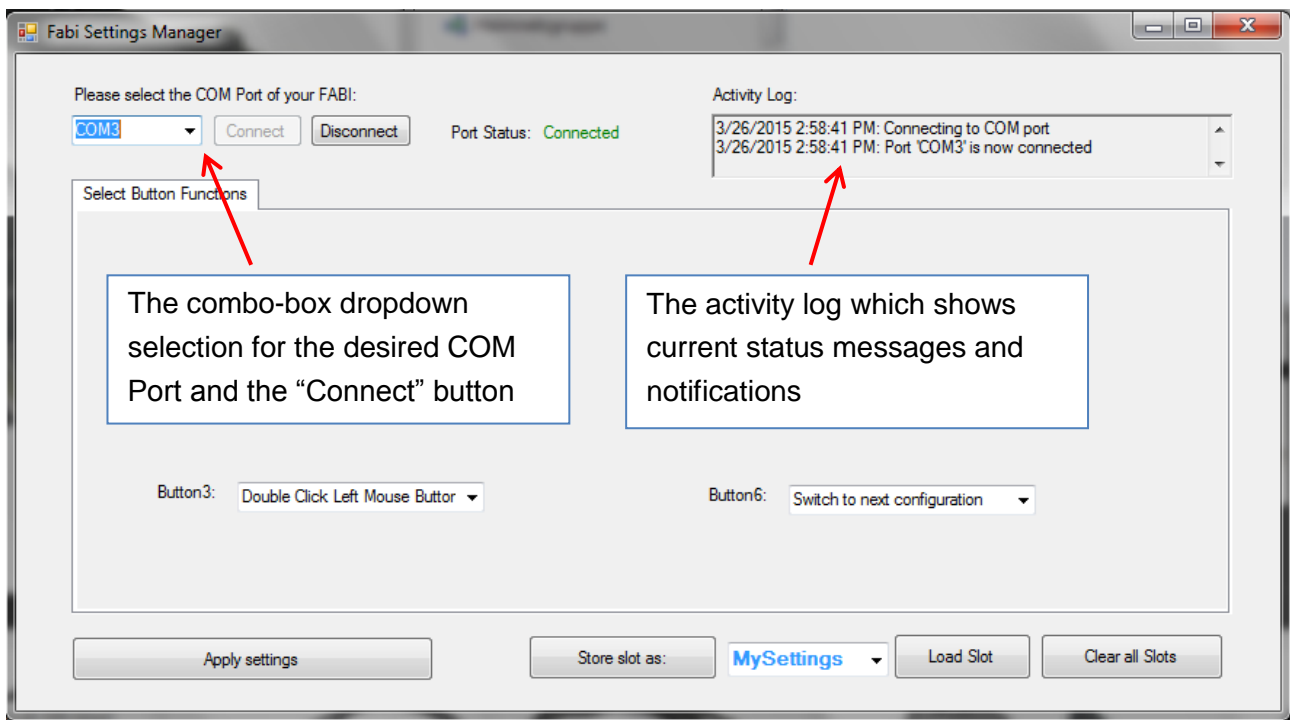 Fabi Settings Manager
Please select the COM Port of your FABI:
Activity Log:
COM3
Connect
Disconnect
Port Status: Connected
3/26/2015 2:58:41 PM: Connecting to COM port
3/26/2015 2:58:41 PM: Port 'COM3' is now connected
Select Button Functions
The combo-box dropdown
selection for the desired COM
Port and the “Connect” button
The activity log which shows
current status messages and
notifications
Button3:
Double Click Left Mouse Buttor
Button6:
Switch to next configuration
Apply settings
Store slot as:
MySettings
Load Slot
Clear all Slots